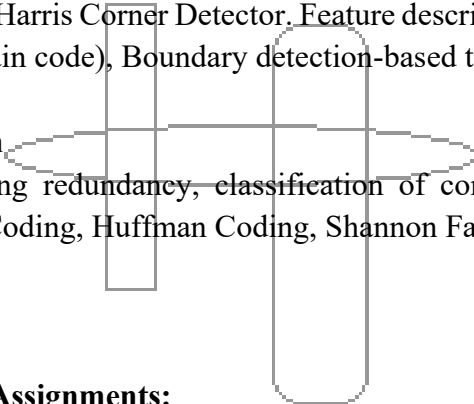 Harris Corner Detector. Feature descri
in code), Boundary detection-based t
ng redundancy, classification of con
Coding, Huffman Coding, Shannon Fa
Assignments: